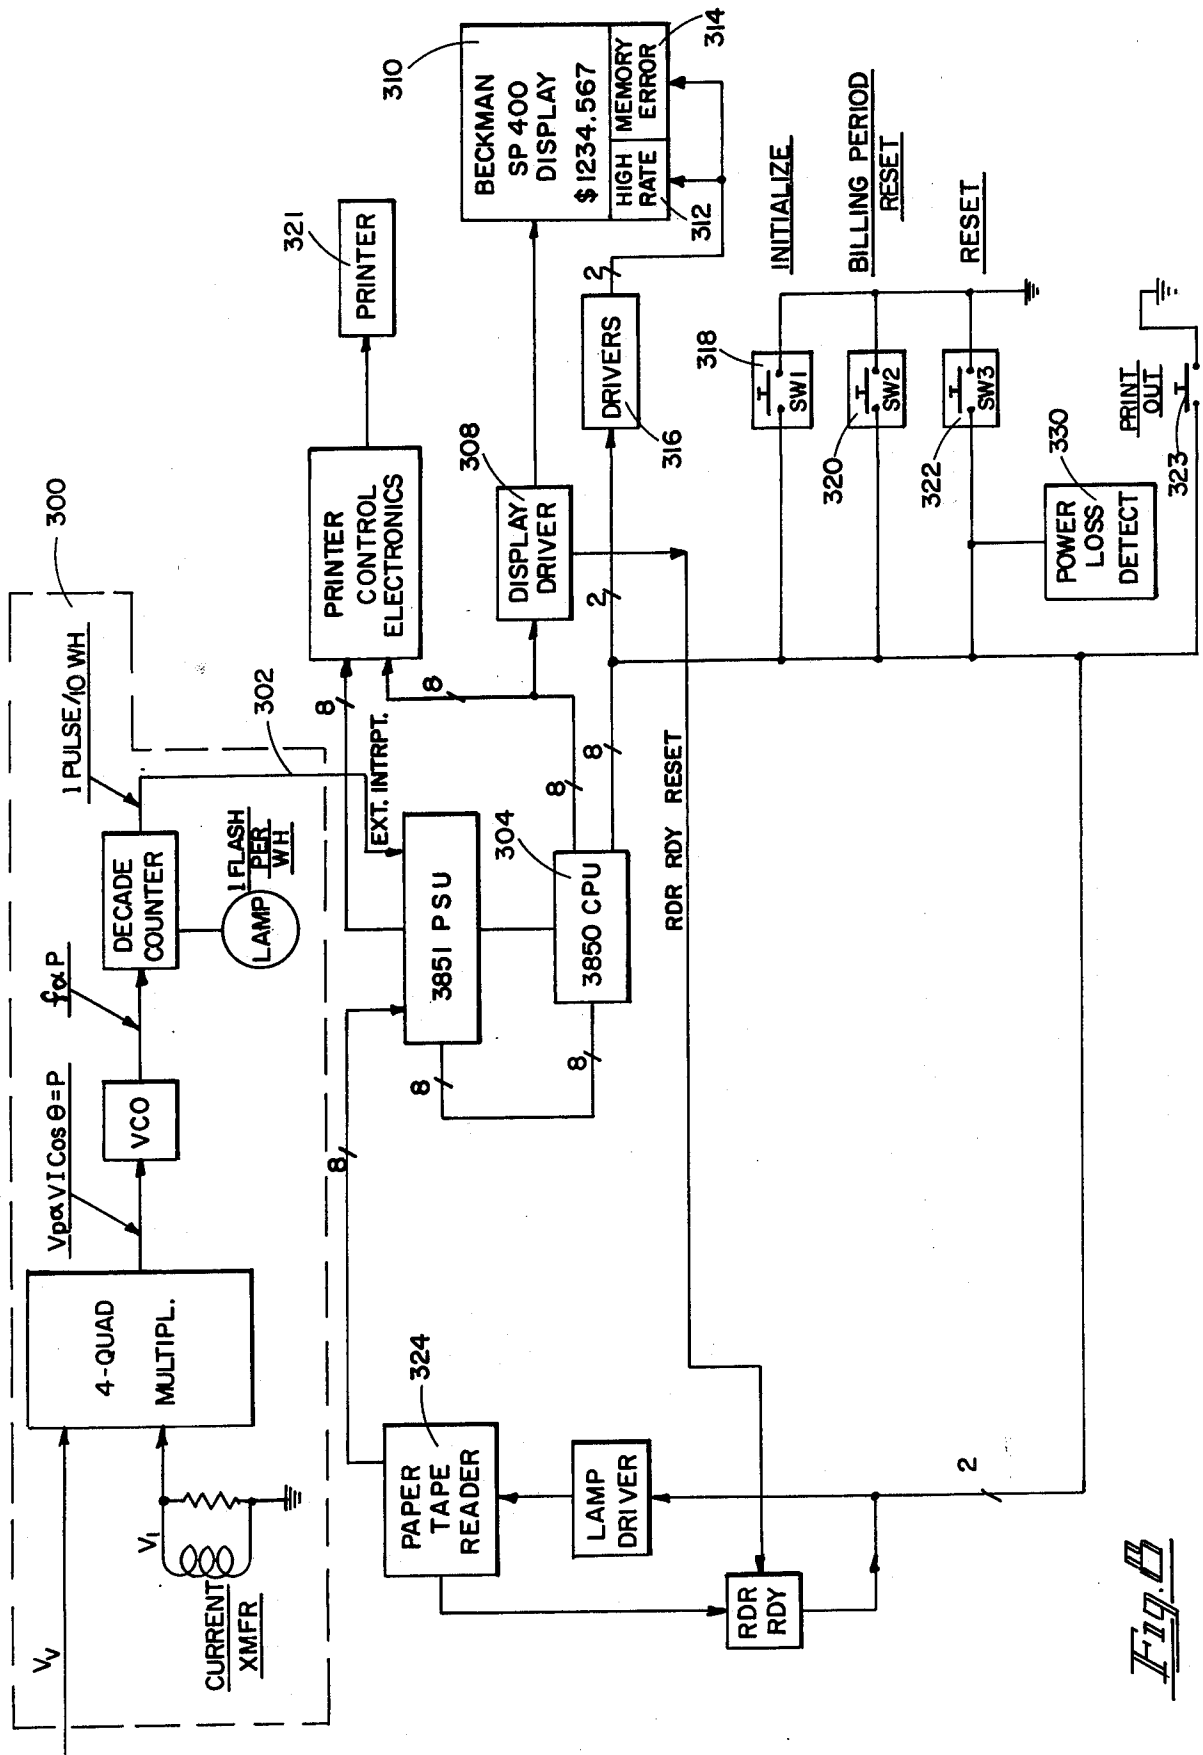 300
1 PULSE/10 WH
302
DECADE
COUNTER
1 FLASH
PER
WH
LAMP
fαP
VCO
VpαVICosθ=P
4-QUAD
MULTIPL.
VV
VI
CURRENT
XMFR
321
PRINTER
PRINTER
CONTROL
ELECTRONICS
8
8
EXT. INTRPT.
310
BECKMAN
SP 400
DISPLAY
$1234.567
HIGH
RATE
MEMORY
ERROR
312
314
308
DISPLAY
DRIVER
2
DRIVERS
316
2
8
8
304
3851 PSU
3850 CPU
8
8
8
RDR RDY RESET
INITIALIZE
318
SW1
BILLING PERIOD
RESET
320
SW2
RESET
322
SW3
330
POWER
LOSS
DETECT
PRINT
OUT
323
324
PAPER
TAPE
READER
LAMP
DRIVER
RDR
RDY
2
Fig. 8